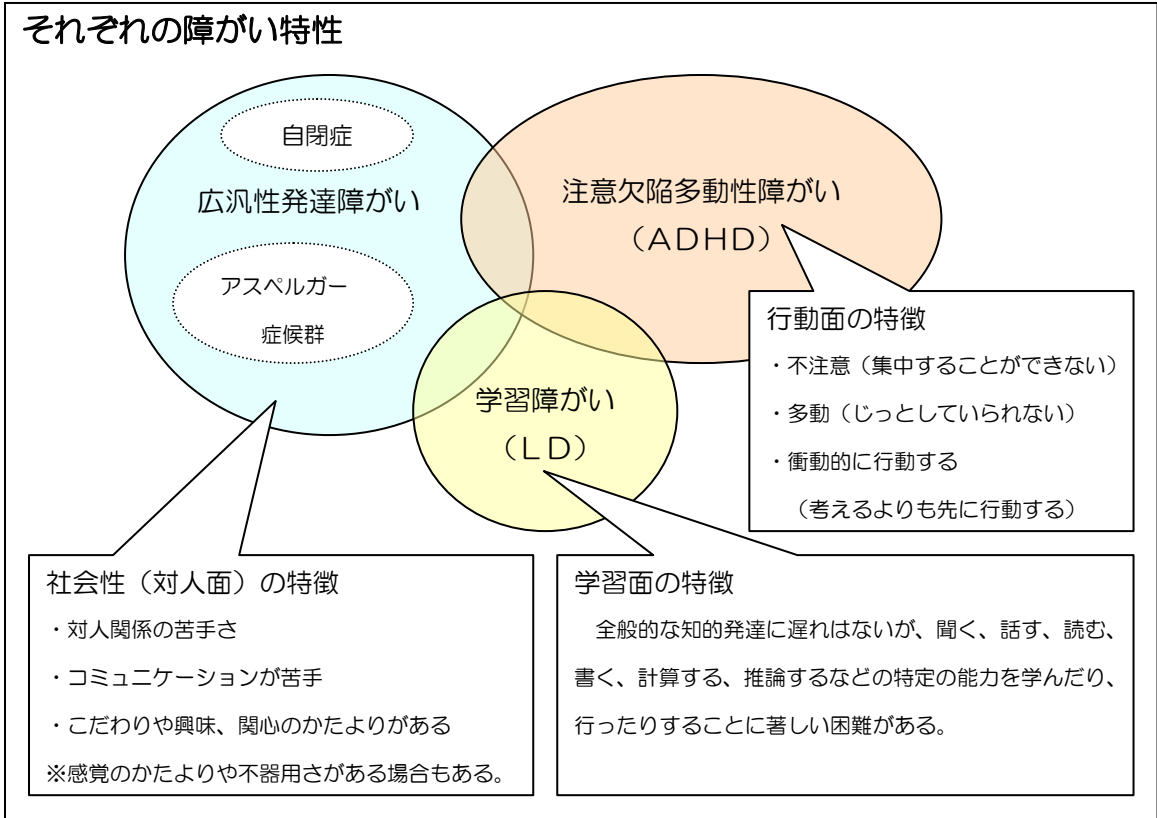 それぞれの障がい特性
自閉症
広汎性発達障がい
アスペルガー
症候群
注意欠陥多動性障がい
（ＡＤＨＤ）
学習障がい
（ＬＤ）
行動面の特徴
・不注意（集中することができない）
・多動（じっとしていられない）
・衝動的に行動する
（考えるよりも先に行動する）
社会性（対人面）の特徴
・対人関係の苦手さ
・コミュニケーションが苦手
・こだわりや興味、関心のかたよりがある
※感覚のかたよりや不器用さがある場合もある。
学習面の特徴
全般的な知的発達に遅れはないが、聞く、話す、読む、
書く、計算する、推論するなどの特定の能力を学んだり、
行ったりすることに著しい困難がある。